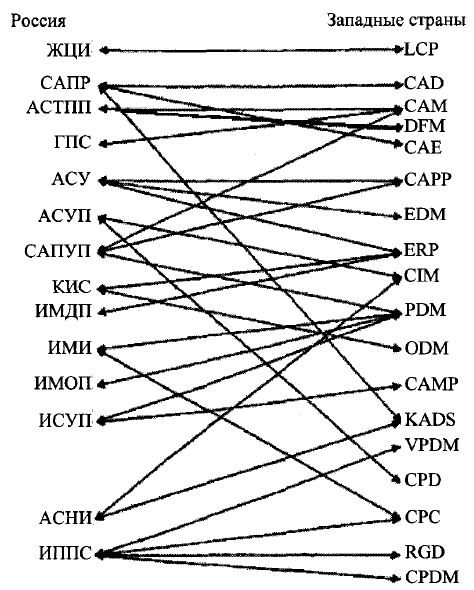 Россия Западные страны
ЖЦИ LCP
САПР CAD
АСТПП CAM
DFM
ГПС CAE
АСУ CAPP
АСУП EDM
САПУП ERP
CIM
КИС
ИМДП PDM
ИМИ ODM
ИМОП CAMP
ИСУП KADS
VPDM
CPD
АСНИ CPC
ИППС RGD
CPDM